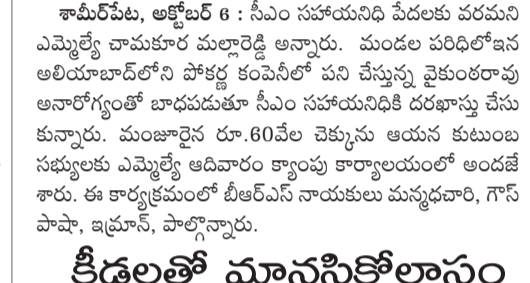 శామీర్‌పేట, అక్టోబర్ 6 : సీఎం సహాయనిధి పేదలకు వరమని
ఎమ్మెల్యే చామకూర మల్లారెడ్డి అన్నారు. మండల పరిధిలోఇన
అలియాబాద్‌లోని పోకర్ణ కంపెనీలో పని చేస్తున్న వైకుంఠరావు
అనారోగ్యంతో బాధపడుతూ సీఎం సహాయనిధికి దరఖాస్తు చేసు
కున్నారు. మంజూరైన రూ.60వేల చెక్కును ఆయన కుటుంబ
సభ్యులకు ఎమ్మెల్యే ఆదివారం క్యాంపు కార్యాలయంలో అందజే
శారు. ఈ కార్యక్రమంలో బీఆర్ఎస్ నాయకులు మన్మధచారి, గౌస్
పాషా, ఇమ్రాన్, పాల్గొన్నారు.
క్రీడలతో మానసికోల్లాసం